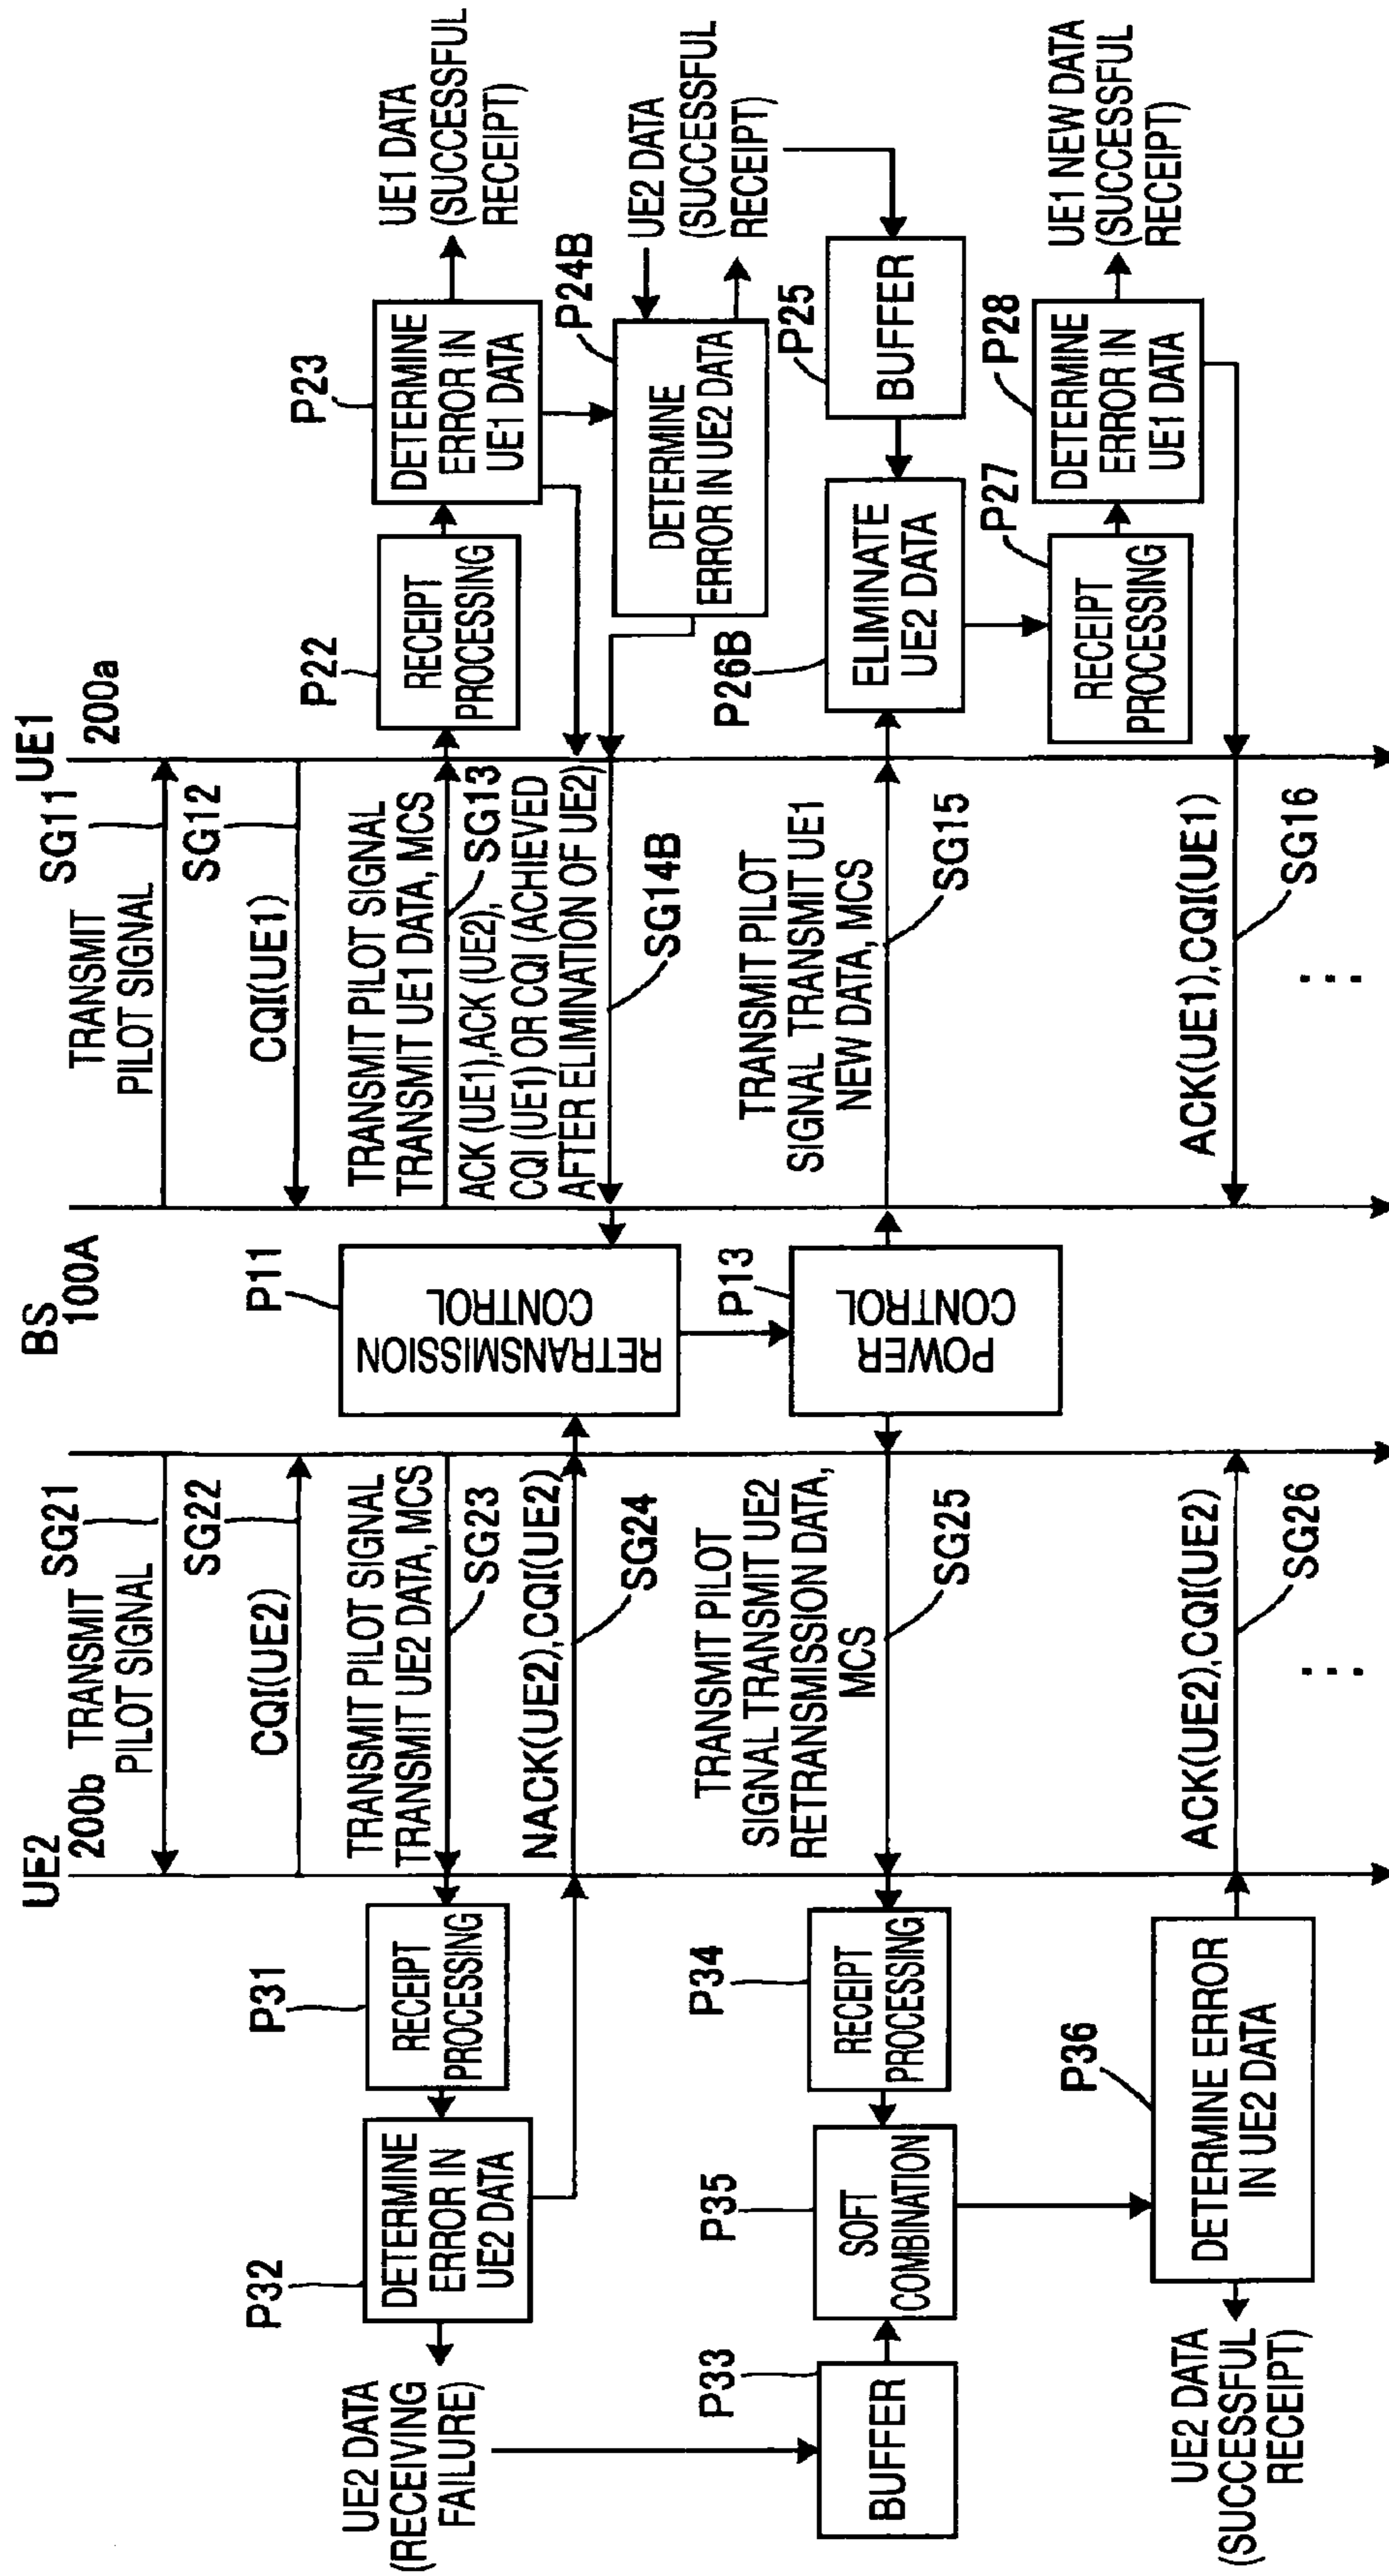 UE2
200b
BS
100A
UE1
200a
TRANSMIT
PILOT SIGNAL
SG21
TRANSMIT
PILOT SIGNAL
SG11
CQI(UE2)
SG22
CQI(UE1)
SG12
TRANSMIT PILOT SIGNAL
TRANSMIT UE2 DATA, MCS
SG23
TRANSMIT PILOT SIGNAL
TRANSMIT UE1 DATA, MCS
SG13
P31
RECEIPT
PROCESSING
P32
DETERMINE
ERROR IN
UE2 DATA
UE2 DATA
(RECEIVING
FAILURE)
NACK(UE2),CQI(UE2)
SG24
P11
RETRANSMISSION
CONTROL
ACK (UE1),ACK (UE2),
CQI (UE1) OR CQI (ACHIEVED
AFTER ELIMINATION OF UE2)
SG14B
P22
RECEIPT
PROCESSING
P23
DETERMINE
ERROR IN
UE1 DATA
UE1 DATA
(SUCCESSFUL
RECEIPT)
P24B
DETERMINE
ERROR IN UE2 DATA
UE2 DATA
(SUCCESSFUL
RECEIPT)
P33
BUFFER
P35
SOFT
COMBINATION
P34
RECEIPT
PROCESSING
TRANSMIT PILOT
SIGNAL TRANSMIT UE2
RETRANSMISSION DATA,
MCS
SG25
P13
POWER
CONTROL
TRANSMIT PILOT
SIGNAL TRANSMIT UE1
NEW DATA, MCS
SG15
P26B
ELIMINATE
UE2 DATA
P25
BUFFER
P27
RECEIPT
PROCESSING
P28
DETERMINE
ERROR IN
UE1 DATA
UE1 NEW DATA
(SUCCESSFUL
RECEIPT)
UE2 DATA
(SUCCESSFUL
RECEIPT)
P36
DETERMINE ERROR
IN UE2 DATA
ACK(UE2),CQI(UE2)
SG26
ACK(UE1),CQI(UE1)
SG16
...
...